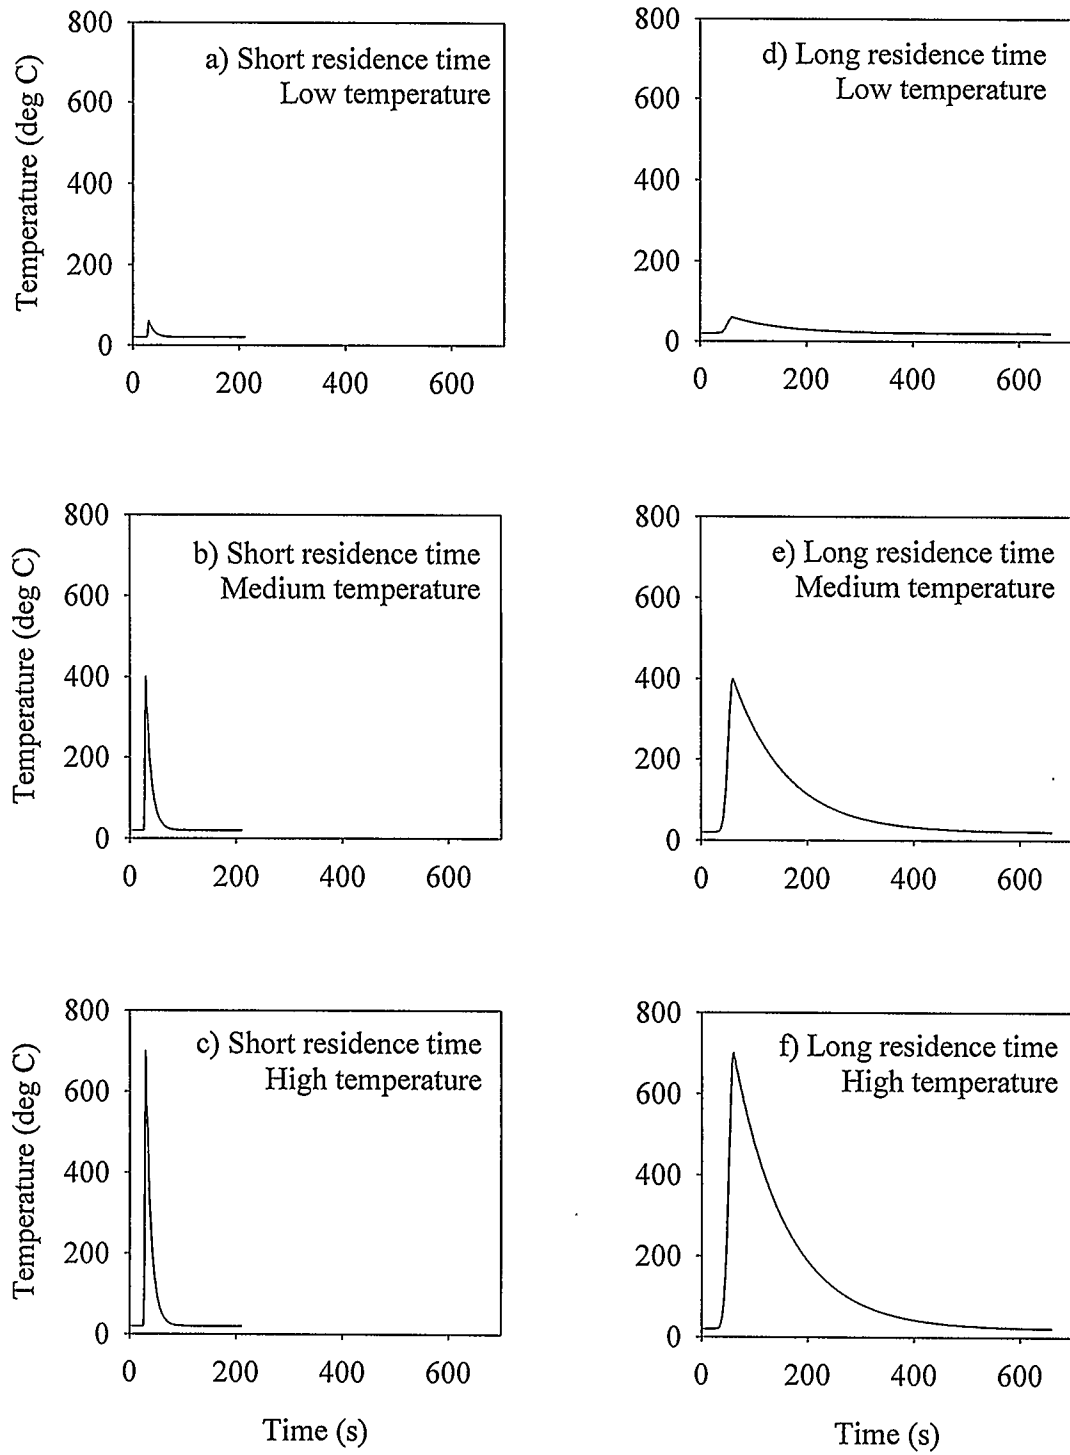 800
600
400
200
0
Temperature (deg C)
a) Short residence time
Low temperature
0 200 400 600
800
600
400
200
0
d) Long residence time
Low temperature
0 200 400 600
800
600
400
200
0
Temperature (deg C)
b) Short residence time
Medium temperature
0 200 400 600
800
600
400
200
0
e) Long residence time
Medium temperature
0 200 400 600
800
600
400
200
0
Temperature (deg C)
c) Short residence time
High temperature
0 200 400 600
Time (s)
800
600
400
200
0
f) Long residence time
High temperature
0 200 400 600
Time (s)